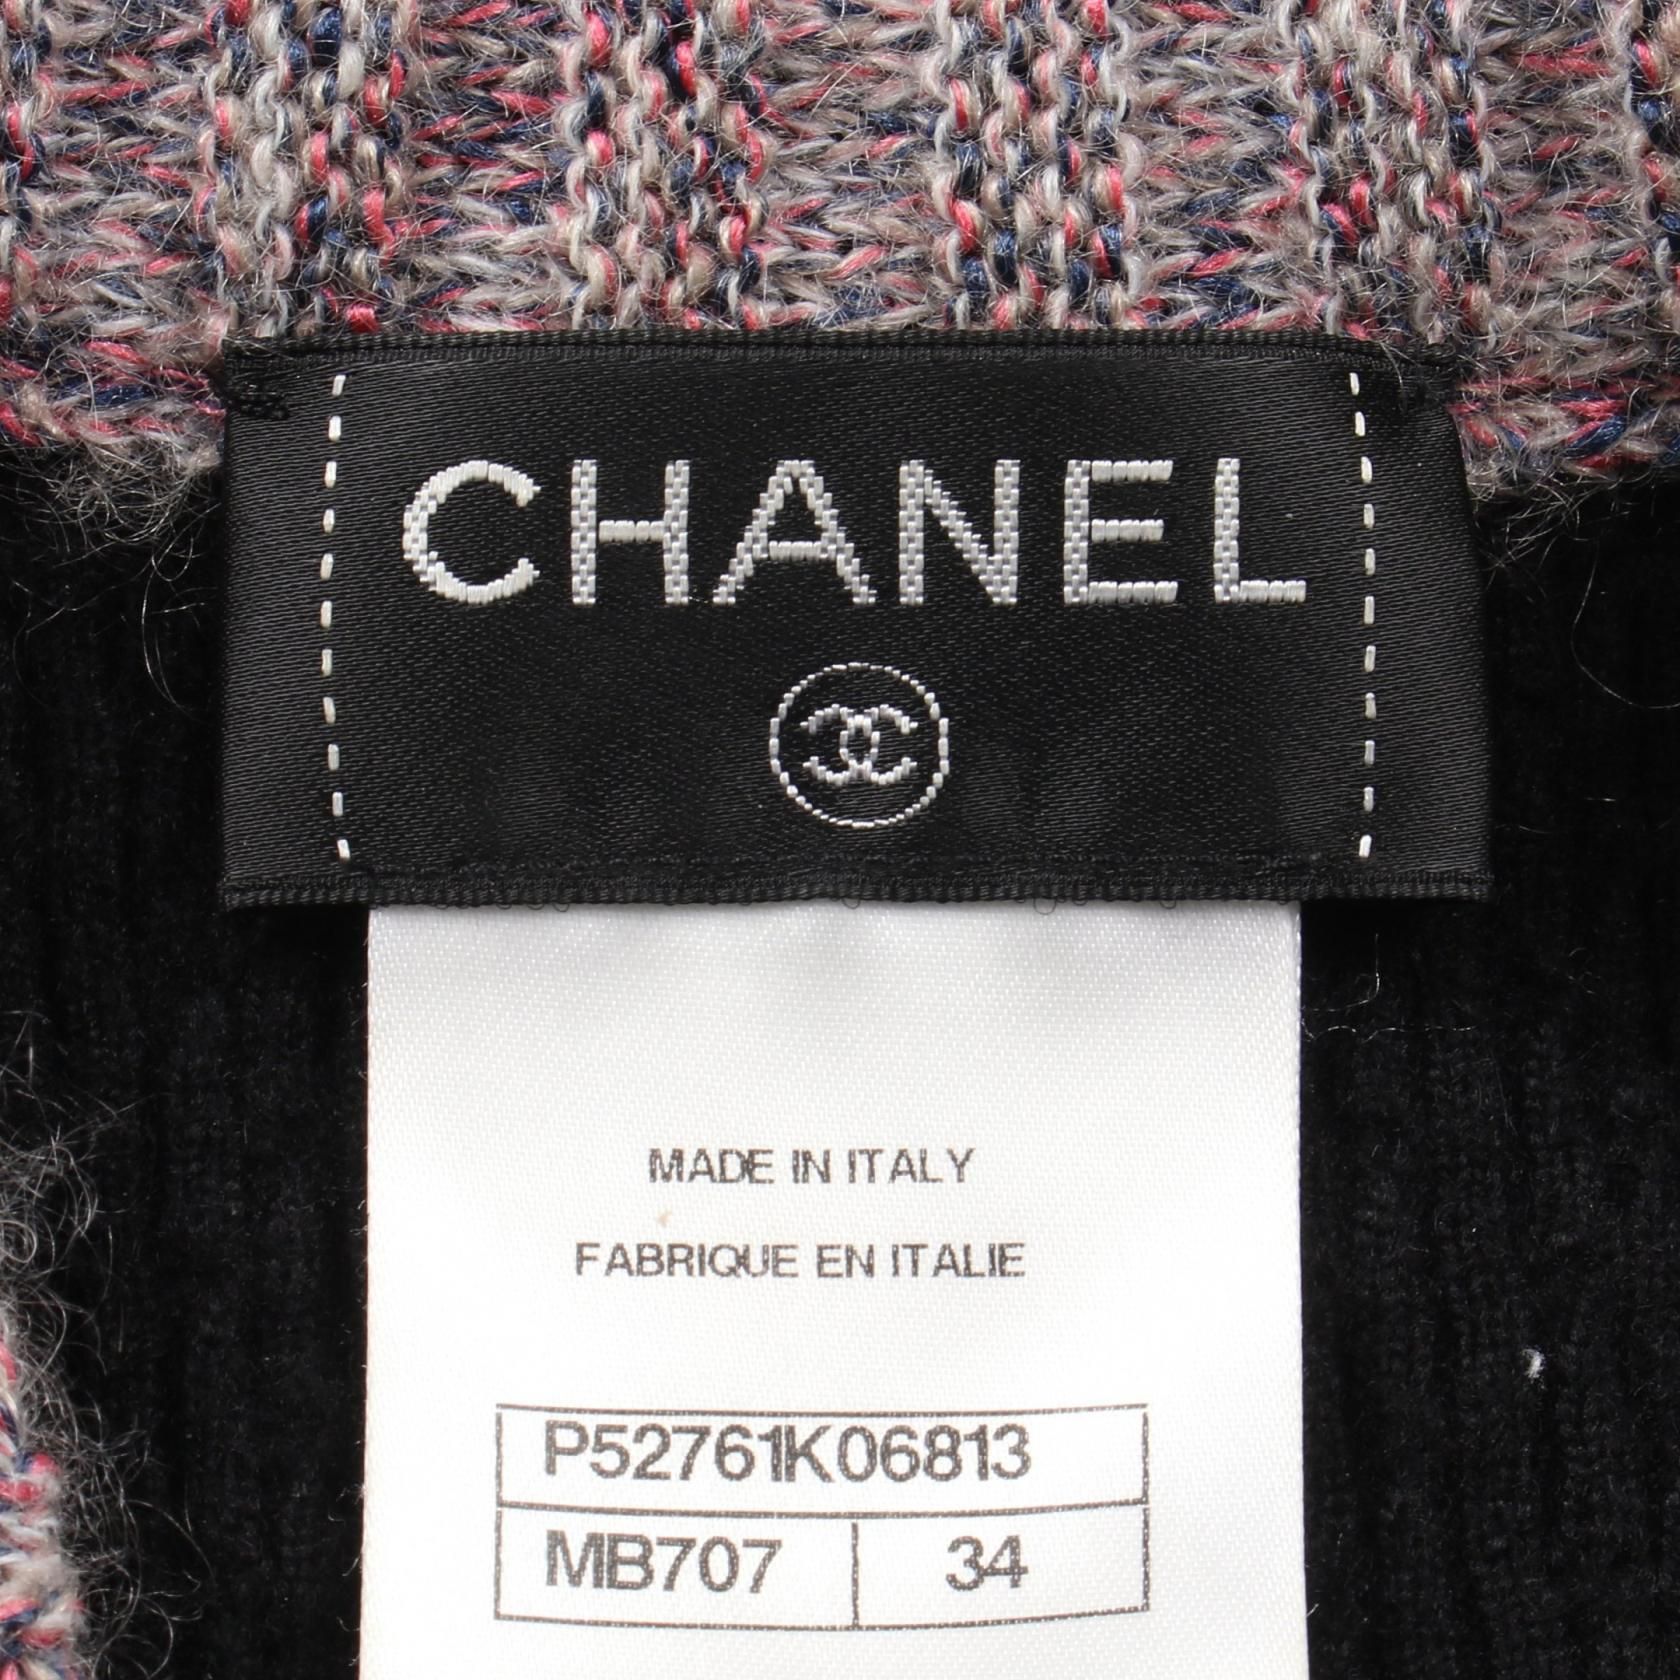 CHANEL
MADE IN ITALY
FABRIQUE EN ITALIE
P52761K06813
MB707 34